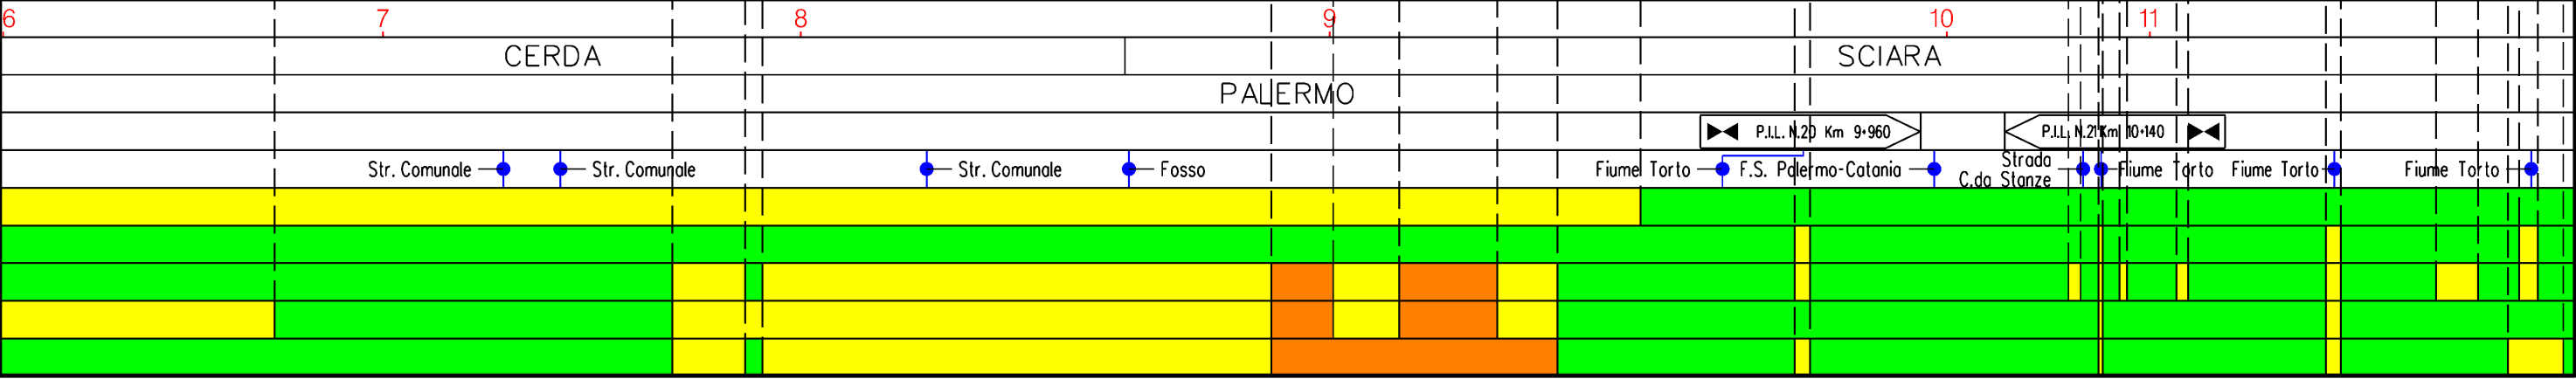 6 7 8 9 10 11
CERDA SCIARA
PALERMO
P.I.L. N.20 Km 9+960 P.I.L. N.21 Km 10+140
Str. Comunale Str. Comunale Str. Comunale Fosso Fiume Torto F.S. Palermo-Catania Strada C.da Stanze Fiume Torto Fiume Torto Fiume Torto